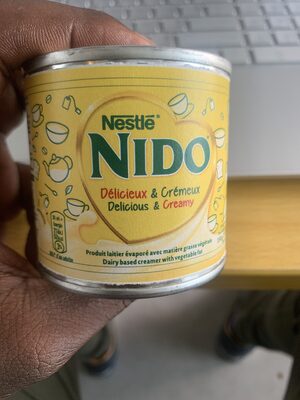 Nestlé
NIDO
Délicieux & Crémeux
Delicious & Creamy
Produit laitier évaporé avec matière grasse végétale
Dairy based creamer with vegetable fat